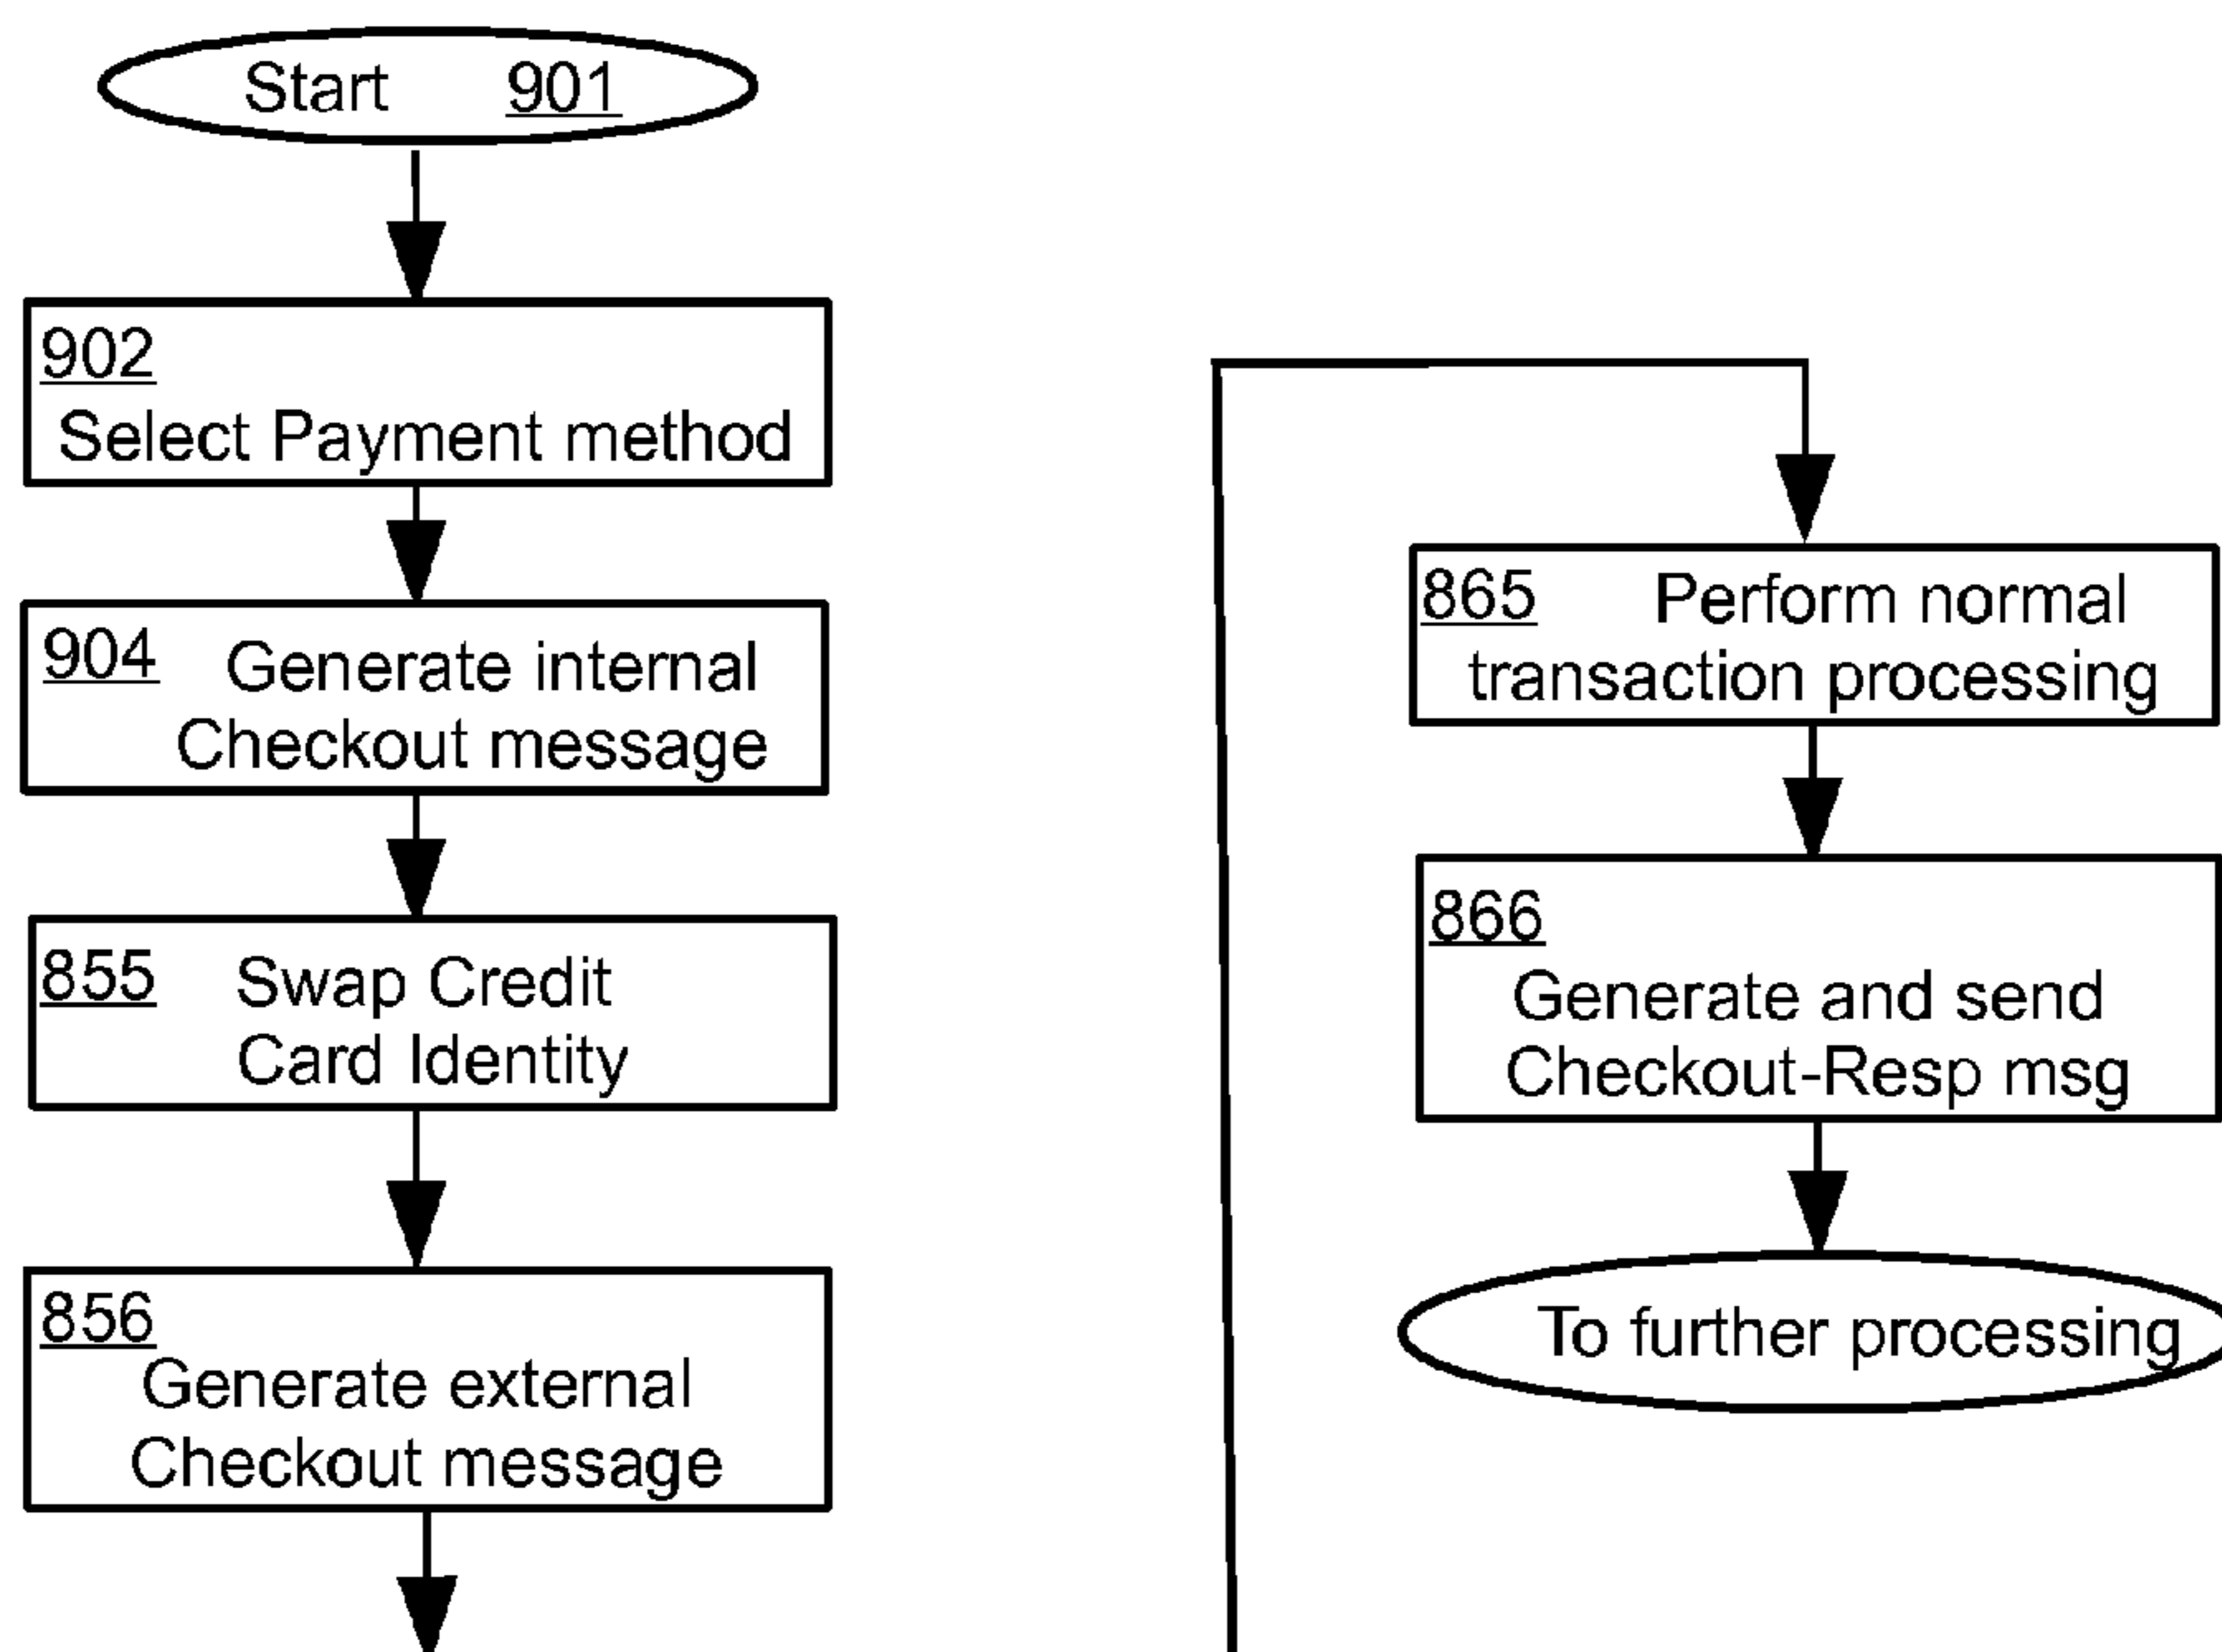 Start 901
902
Select Payment method
904 Generate internal
Checkout message
855 Swap Credit
Card Identity
856
Generate external
Checkout message
865 Perform normal
transaction processing
866
Generate and send
Checkout-Resp msg
To further processing